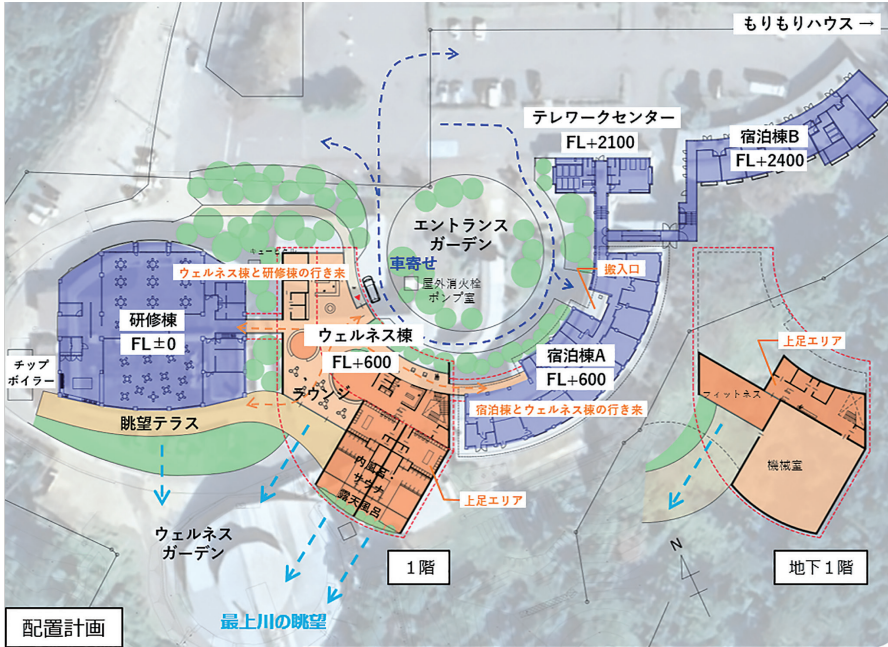 もりもりハウス →
テレワークセンター
FL+2100
宿泊棟B
FL+2400
エントランス
ガーデン
キュービクル
ウェルネス棟と研修棟の行き来
車寄せ
屋外消火栓
ポンプ室
搬入口
研修棟
FL±0
ウェルネス棟
FL+600
宿泊棟A
FL+600
上足エリア
チップ
ボイラー
ラウンジ
フィットネス
宿泊棟とウェルネス棟の行き来
眺望テラス
内風呂
サウナ
露天風呂
機械室
上足エリア
ウェルネス
ガーデン
1階
N
地下1階
最上川の眺望
配置計画